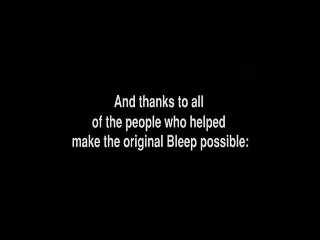 And thanks to all
of the people who helped
make the original Bleep possible: